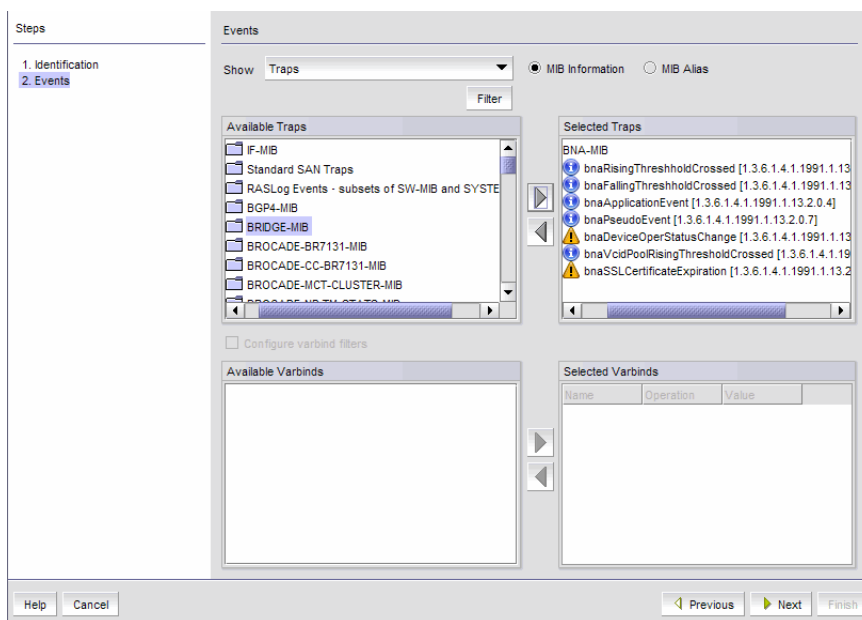 Steps
1. Identification
2. Events
Events
Show Traps MIB Information MIB Alias
Filter
Available Traps
IF-MIB
Standard SAN Traps
RASLog Events - subsets of SW-MIB and SYSTE
BGP4-MIB
BRIDGE-MIB
BROCADE-BR7131-MIB
BROCADE-CC-BR7131-MIB
BROCADE-MCT-CLUSTER-MIB
Selected Traps
BNA-MIB
bnaRisingThreshholdCrossed [1.3.6.1.4.1.1991.1.13
bnaFallingThreshholdCrossed [1.3.6.1.4.1.1991.1.13
bnaApplicationEvent [1.3.6.1.4.1.1991.1.13.2.0.4]
bnaPseudoEvent [1.3.6.1.4.1.1991.1.13.2.0.7]
bnaDeviceOperStatusChange [1.3.6.1.4.1.1991.1.13
bnaVcidPoolRisingThresholdCrossed [1.3.6.1.4.1.19
bnaSSLCertificateExpiration [1.3.6.1.4.1.1991.1.13.2
Configure varbind filters
Available Varbinds
Selected Varbinds
Name Operation Value
Help Cancel Previous Next Finish